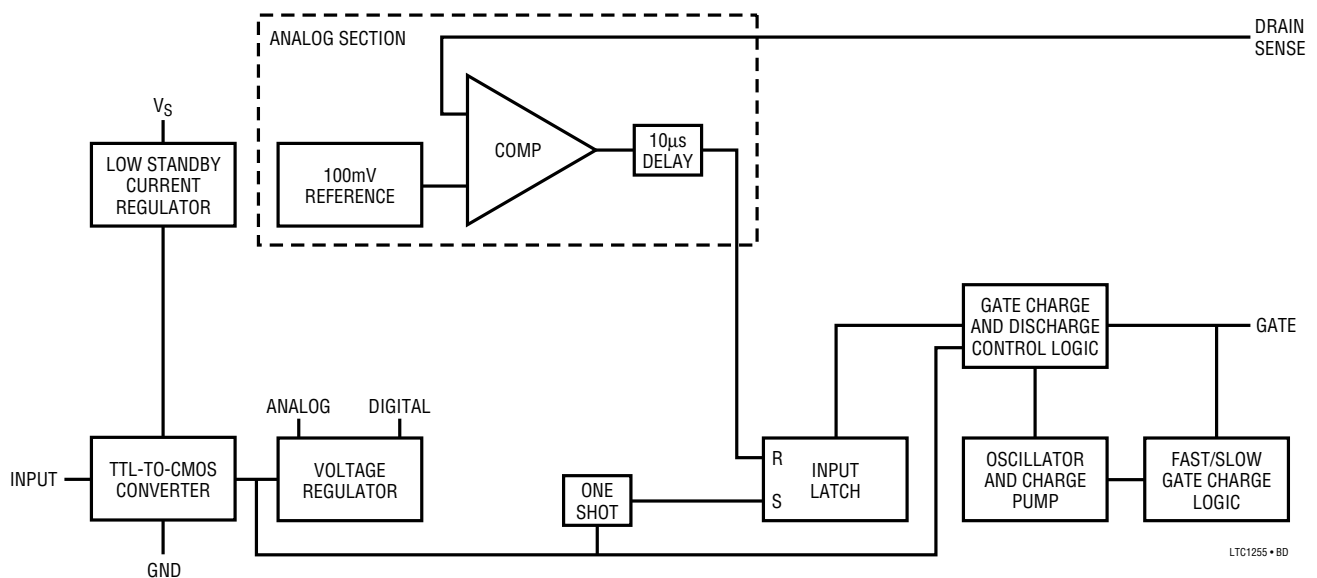 ANALOG SECTION
DRAIN
SENSE
VS
LOW STANDBY
CURRENT
REGULATOR
100mV
REFERENCE
COMP
10µs
DELAY
GATE CHARGE
AND DISCHARGE
CONTROL LOGIC
GATE
ANALOG
DIGITAL
INPUT
TTL-TO-CMOS
CONVERTER
VOLTAGE
REGULATOR
ONE
SHOT
R
S
INPUT
LATCH
OSCILLATOR
AND CHARGE
PUMP
FAST/SLOW
GATE CHARGE
LOGIC
GND
LTC1255 • BD